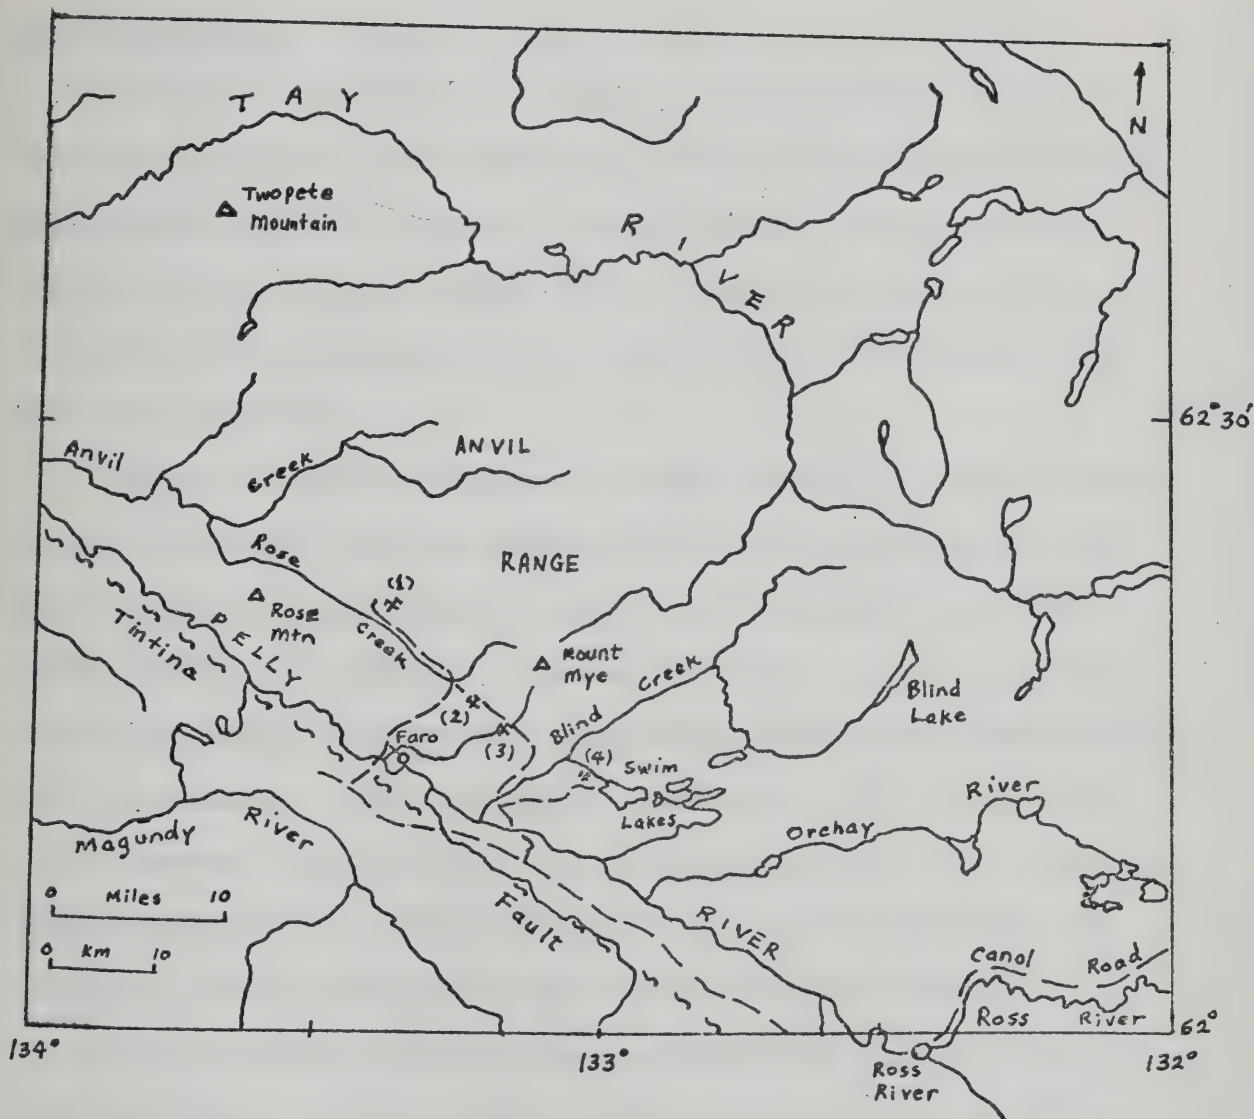 TAY
N
Twopete
Mountain
RIVER
62°30'
Anvil
Creek
ANVIL
Rose
Creek
RANGE
(1)
Rose
Mtn
PELLY
Tintina
Mount
Mye
Blind
Creek
Blind
Lake
(2)
Faro
(3)
(4)
Swim
Lakes
River
Orchay
Magundy
River
0 Miles 10
0 Km 10
Fault
RIVER
Canol Road
Ross River
62°
134°
133°
132°
Ross
River